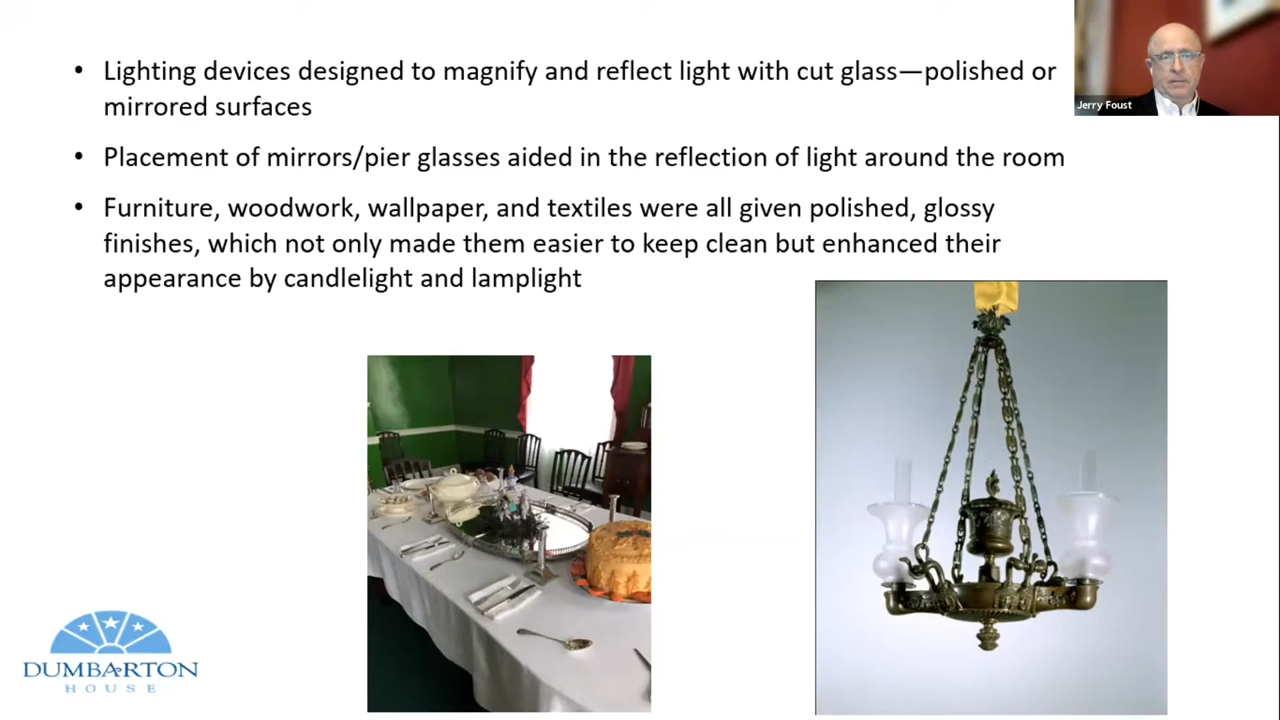 • Lighting devices designed to magnify and reflect light with cut glass—polished or
mirrored surfaces
• Placement of mirrors/pier glasses aided in the reflection of light around the room
• Furniture, woodwork, wallpaper, and textiles were all given polished, glossy
finishes, which not only made them easier to keep clean but enhanced their
appearance by candlelight and lamplight
Jerry Foust
DUMBARTON
HOUSE